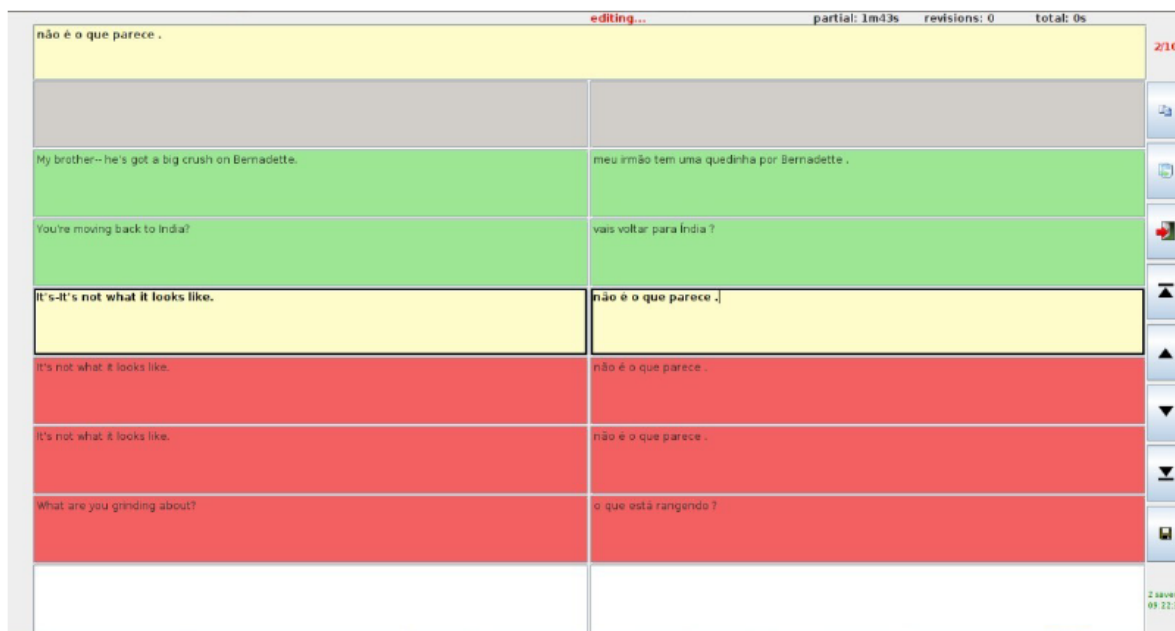 editing... partial: 1m43s revisions: 0 total: 0s
não é o que parece .
2/10
My brother-- he's got a big crush on Bernadette. meu irmão tem uma quedinha por Bernadette .
You're moving back to India? vais voltar para Índia ?
It's-It's not what it looks like. não é o que parece .
It's not what it looks like. não é o que parece .
It's not what it looks like. não é o que parece .
What are you grinding about? o que está rangendo ?
2
09:22: